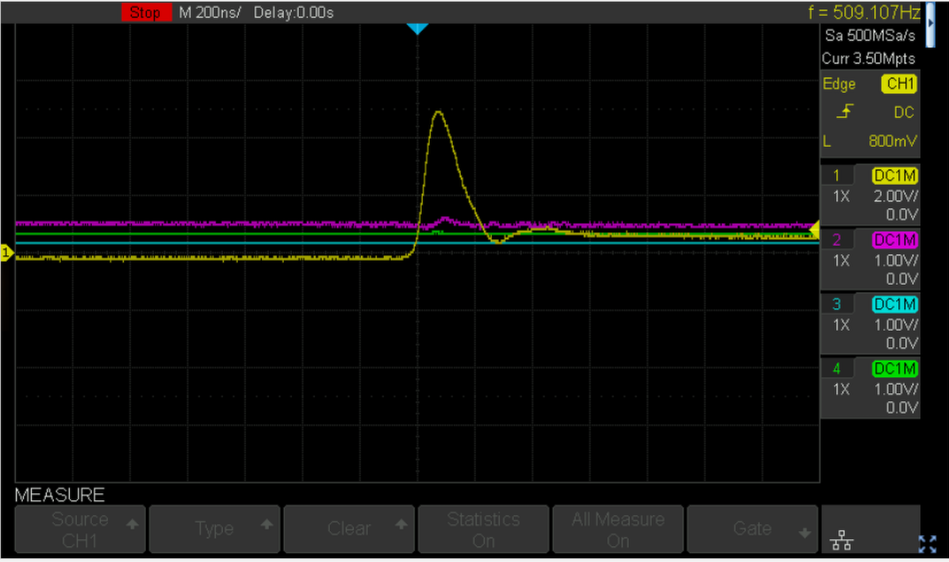 Stop M 200ns/ Delay:0.00s f = 509.107Hz
Sa 500MSa/s
Curr 3.50Mpts
Edge CH1
DC
L 800mV
1 DC1M
1X 2.00V/
0.0V
2 DC1M
1X 1.00V/
0.0V
3 DC1M
1X 1.00V/
0.0V
4 DC1M
1X 1.00V/
0.0V
1
MEASURE
Source CH1
Type
Clear
Statistics On
All Measure On
Gate